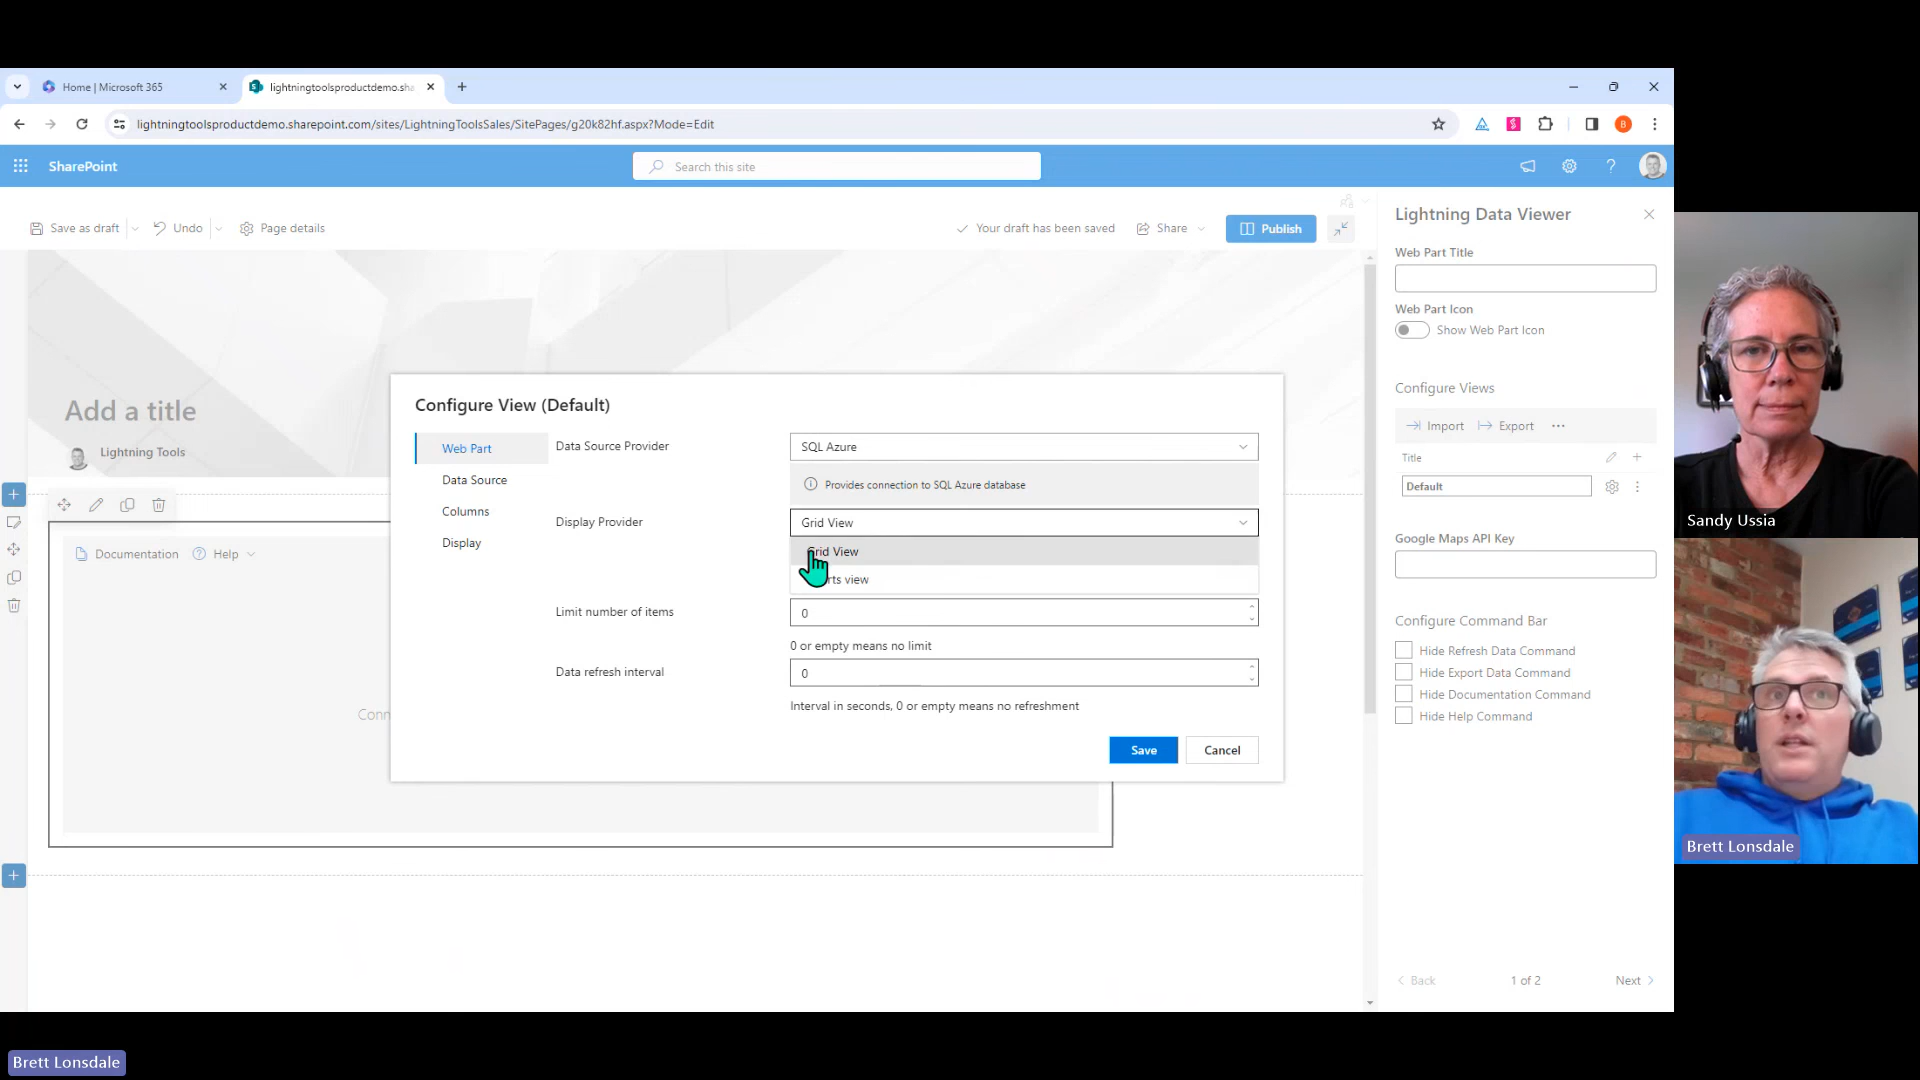 Home | Microsoft 365
lightningtoolsproductdemo.sha
lightningtoolsproductdemo.sharepoint.com/sites/LightningToolsSales/SitePages/g20k82hf.aspx?Mode=Edit
B
SharePoint
Search this site
Save as draft
Undo
Page details
Your draft has been saved
Share
Publish
Add a title
Lightning Tools
Documentation
Help
Conn
Configure View (Default)
Web Part
Data Source
Columns
Display
Data Source Provider
SQL Azure
Provides connection to SQL Azure database
Display Provider
Grid View
Grid View
rts view
Limit number of items
0
0 or empty means no limit
Data refresh interval
0
Interval in seconds, 0 or empty means no refreshment
Save
Cancel
Lightning Data Viewer
Web Part Title
Web Part Icon
Show Web Part Icon
Configure Views
Import
Export
Title
Default
Google Maps API Key
Configure Command Bar
Hide Refresh Data Command
Hide Export Data Command
Hide Documentation Command
Hide Help Command
Back
1 of 2
Next
Sandy Ussia
Brett Lonsdale
Brett Lonsdale